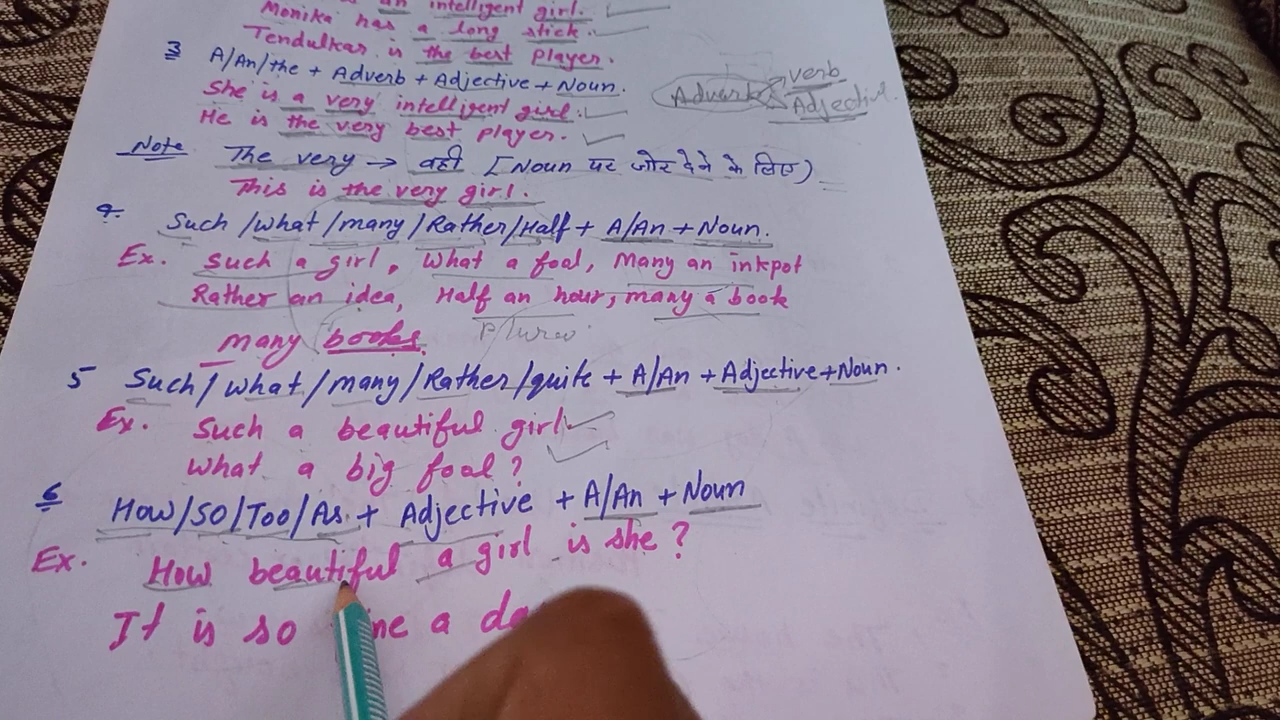 an intelligent girl.
Monika has a long stick.
Tendulkar is the best Player.
3 A/An/the + Adverb + Adjective + Noun.
She is a very intelligent girl.
He is the very best player.
Adverb verb
Adjective.
Note The very → वही [Noun पर जोर देने के लिए)
This is the very girl.
4. Such/what/many/Rather/Half + A/An + Noun.
Ex. Such a girl, What a foal, Many an inkpot
Rather an idea, Half an hour, many a book
many books.
5 Such/what/many/Rather/quite + A/An + Adjective + Noun.
Ex. Such a beautiful girl
What a big foal?
6 How/SO/Too/As + Adjective + A/An + Noun
Ex. How beautiful a girl is she?
It is so a